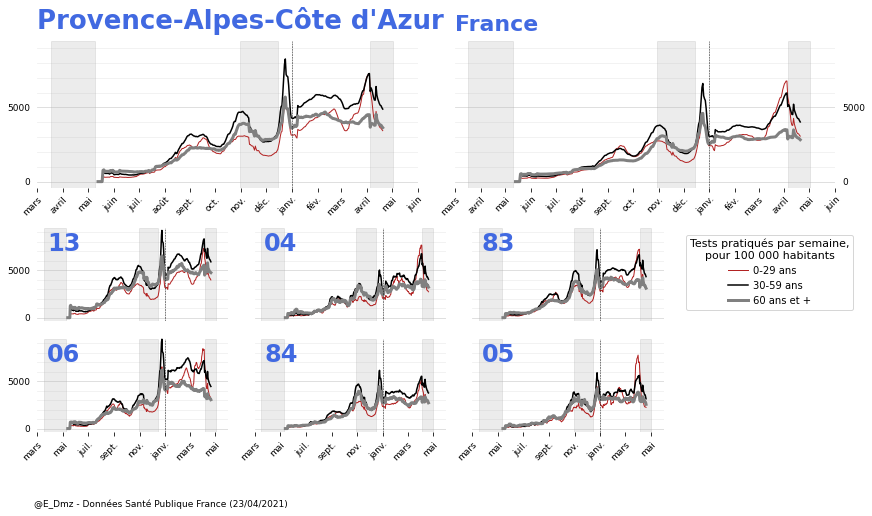 Provence-Alpes-Côte d'Azur
France
5000
0
mars avril mai juin juil. août sept. oct. nov. déc. janv. fév. mars avril mai juin
5000
0
mars avril mai juin juil. août sept. oct. nov. déc. janv. fév. mars avril mai juin
13
04
83
5000
0
Tests pratiqués par semaine,
pour 100 000 habitants
0-29 ans
30-59 ans
60 ans et +
06
84
05
5000
0
mars mai juil. sept. nov. janv. mars mai
mars mai juil. sept. nov. janv. mars mai
mars mai juil. sept. nov. janv. mars mai
@E_Dmz - Données Santé Publique France (23/04/2021)